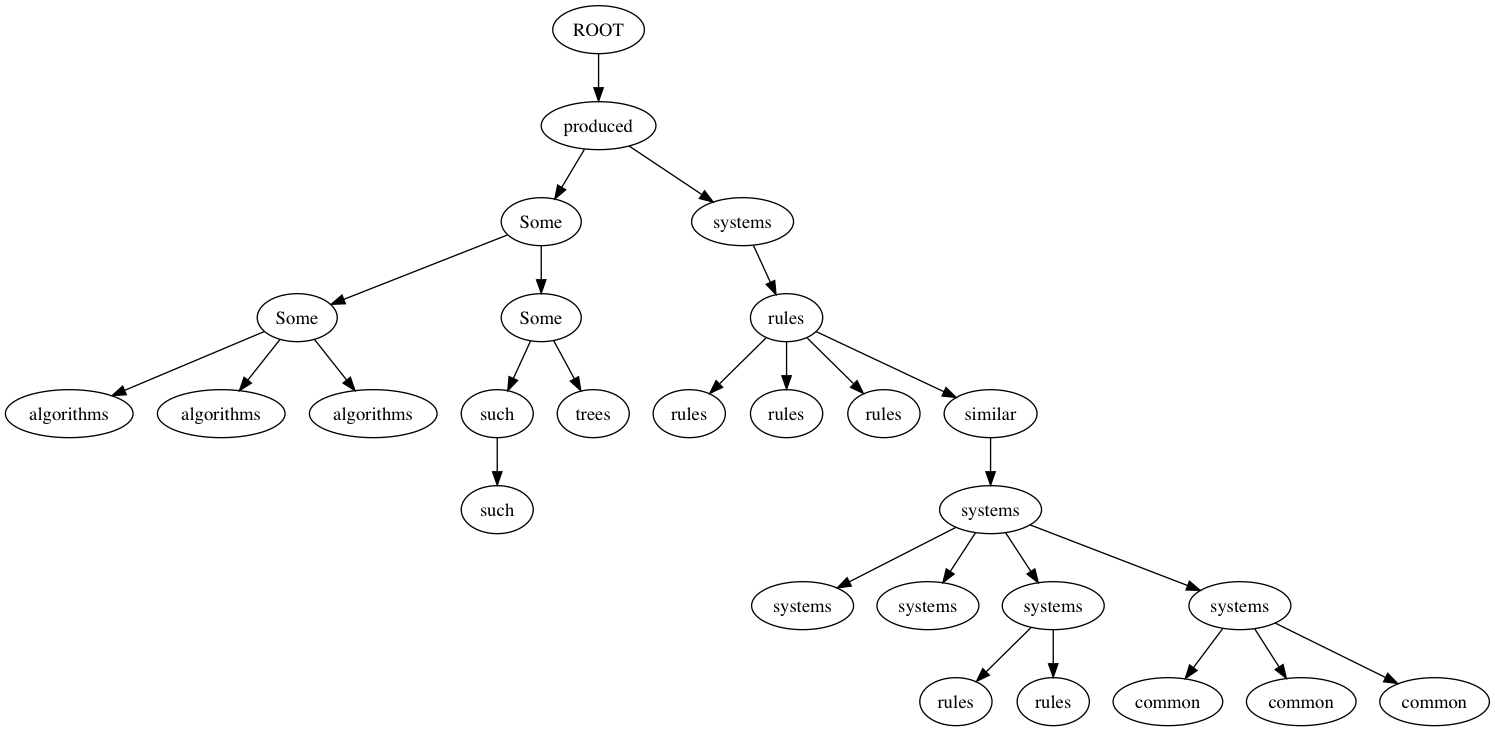 ROOT
produced
Some systems
Some Some rules
algorithms algorithms algorithms such trees rules rules rules similar
such systems
systems systems systems systems
rules rules common common common